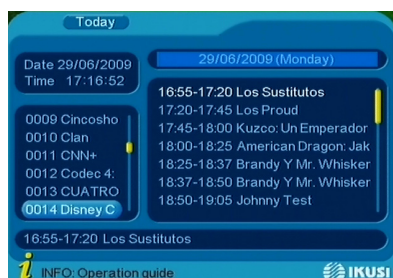 Today
Date 29/06/2009
Time 17:16:52
29/06/2009 (Monday)
16:55-17:20 Los Sustitutos
17:20-17:45 Los Proud
17:45-18:00 Kuzco: Un Emperador
18:00-18:25 American Dragon: Jak
18:25-18:37 Brandy Y Mr. Whisker
18:37-18:50 Brandy Y Mr. Whisker
18:50-19:05 Johnny Test
0009 Cincosho
0010 Clan
0011 CNN+
0012 Codec 4:
0013 CUATRO
0014 Disney C
16:55-17:20 Los Sustitutos
i INFO: Operation guide
IKUSI